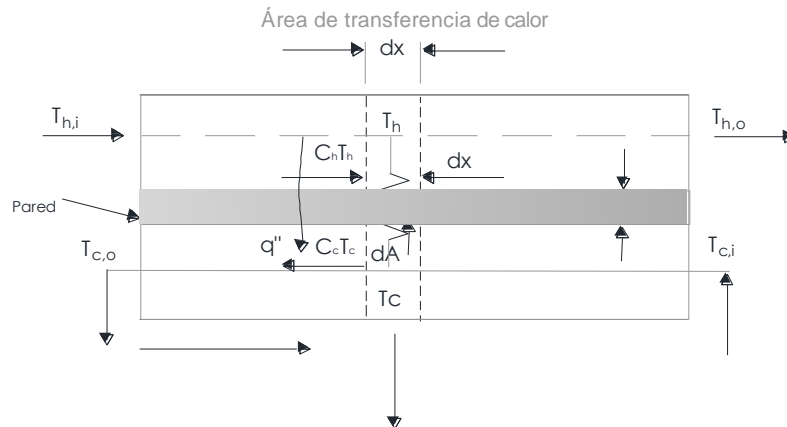 Área de transferencia de calor
dx
T_h,i
T_h
T_h,o
C_hT_h
dx
Pared
T_c,o
q"
C_cT_c
dA
T_c,i
Tc